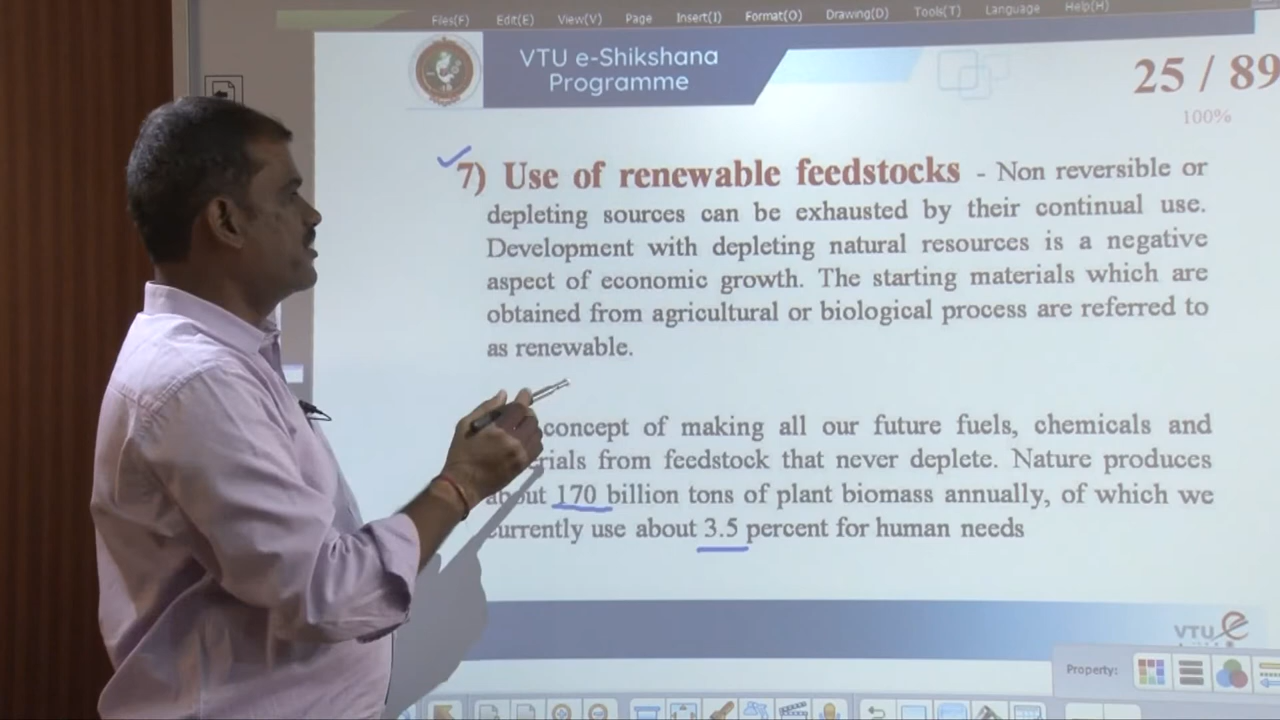 Files(F) Edit(E) View(V) Page Insert(I) Format(O) Drawing(D) Tools(T) Language Help(H)
VTU e-Shikshana
Programme
25 / 89
100%
7) Use of renewable feedstocks - Non reversible or
depleting sources can be exhausted by their continual use.
Development with depleting natural resources is a negative
aspect of economic growth. The starting materials which are
obtained from agricultural or biological process are referred to
as renewable.
concept of making all our future fuels, chemicals and
erials from feedstock that never deplete. Nature produces
about 170 billion tons of plant biomass annually, of which we
currently use about 3.5 percent for human needs
VTU e
Property: